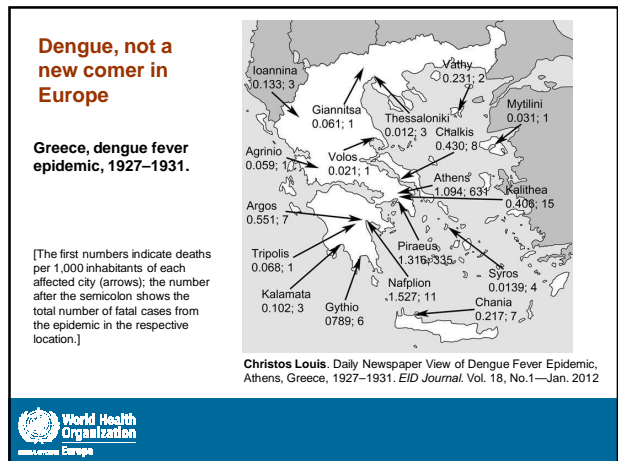 Dengue, not a
new comer in
Europe
Greece, dengue fever
epidemic, 1927–1931.
[The first numbers indicate deaths
per 1,000 inhabitants of each
affected city (arrows); the number
after the semicolon shows the
total number of fatal cases from
the epidemic in the respective
location.]
Ioannina
0.133; 3
Giannitsa
0.061; 1
Thessaloniki
0.012; 3
Vathy
0.231; 2
Mytilini
0.031; 1
Chalkis
0.430; 8
Agrinio
0.059; 1
Volos
0.021; 1
Athens
1.094; 631
Kalithea
0.406; 15
Argos
0.551; 7
Piraeus
1.316; 335
Tripolis
0.068; 1
Syros
0.0139; 4
Nafplion
1.527; 11
Kalamata
0.102; 3
Gythio
0789; 6
Chania
0.217; 7
Christos Louis. Daily Newspaper View of Dengue Fever Epidemic,
Athens, Greece, 1927–1931. EID Journal. Vol. 18, No.1—Jan. 2012
World Health
Organization
Europe